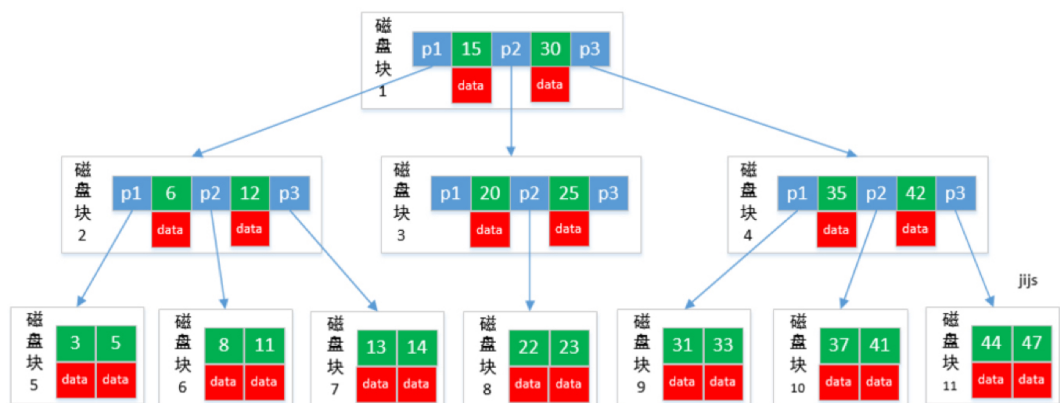 磁盘块1
p1 15 p2 30 p3
data data
磁盘块2
p1 6 p2 12 p3
data data
磁盘块3
p1 20 p2 25 p3
data data
磁盘块4
p1 35 p2 42 p3
data data
jijs
磁盘块5
3 5
data data
磁盘块6
8 11
data data
磁盘块7
13 14
data data
磁盘块8
22 23
data data
磁盘块9
31 33
data data
磁盘块10
37 41
data data
磁盘块11
44 47
data data